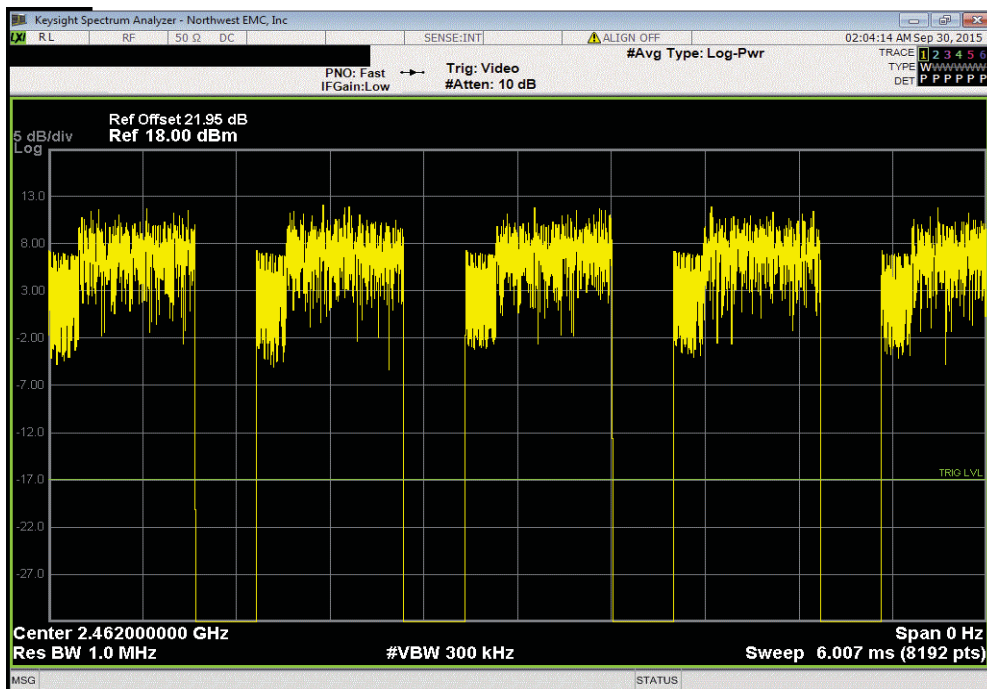 Keysight Spectrum Analyzer - Northwest EMC, Inc
LXI RL RF 50 Ω DC SENSE:INT ALIGN OFF 02:04:14 AM Sep 30, 2015
#Avg Type: Log-Pwr TRACE 1 2 3 4 5 6
PNO: Fast Trig: Video TYPE WWWWWW
IFGain:Low #Atten: 10 dB DET P P P P P P
Ref Offset 21.95 dB
5 dB/div Ref 18.00 dBm
Log
13.0
8.00
3.00
-2.00
-7.00
-12.0
-17.0 TRIG LVL
-22.0
-27.0
Center 2.462000000 GHz Span 0 Hz
Res BW 1.0 MHz #VBW 300 kHz Sweep 6.007 ms (8192 pts)
MSG STATUS